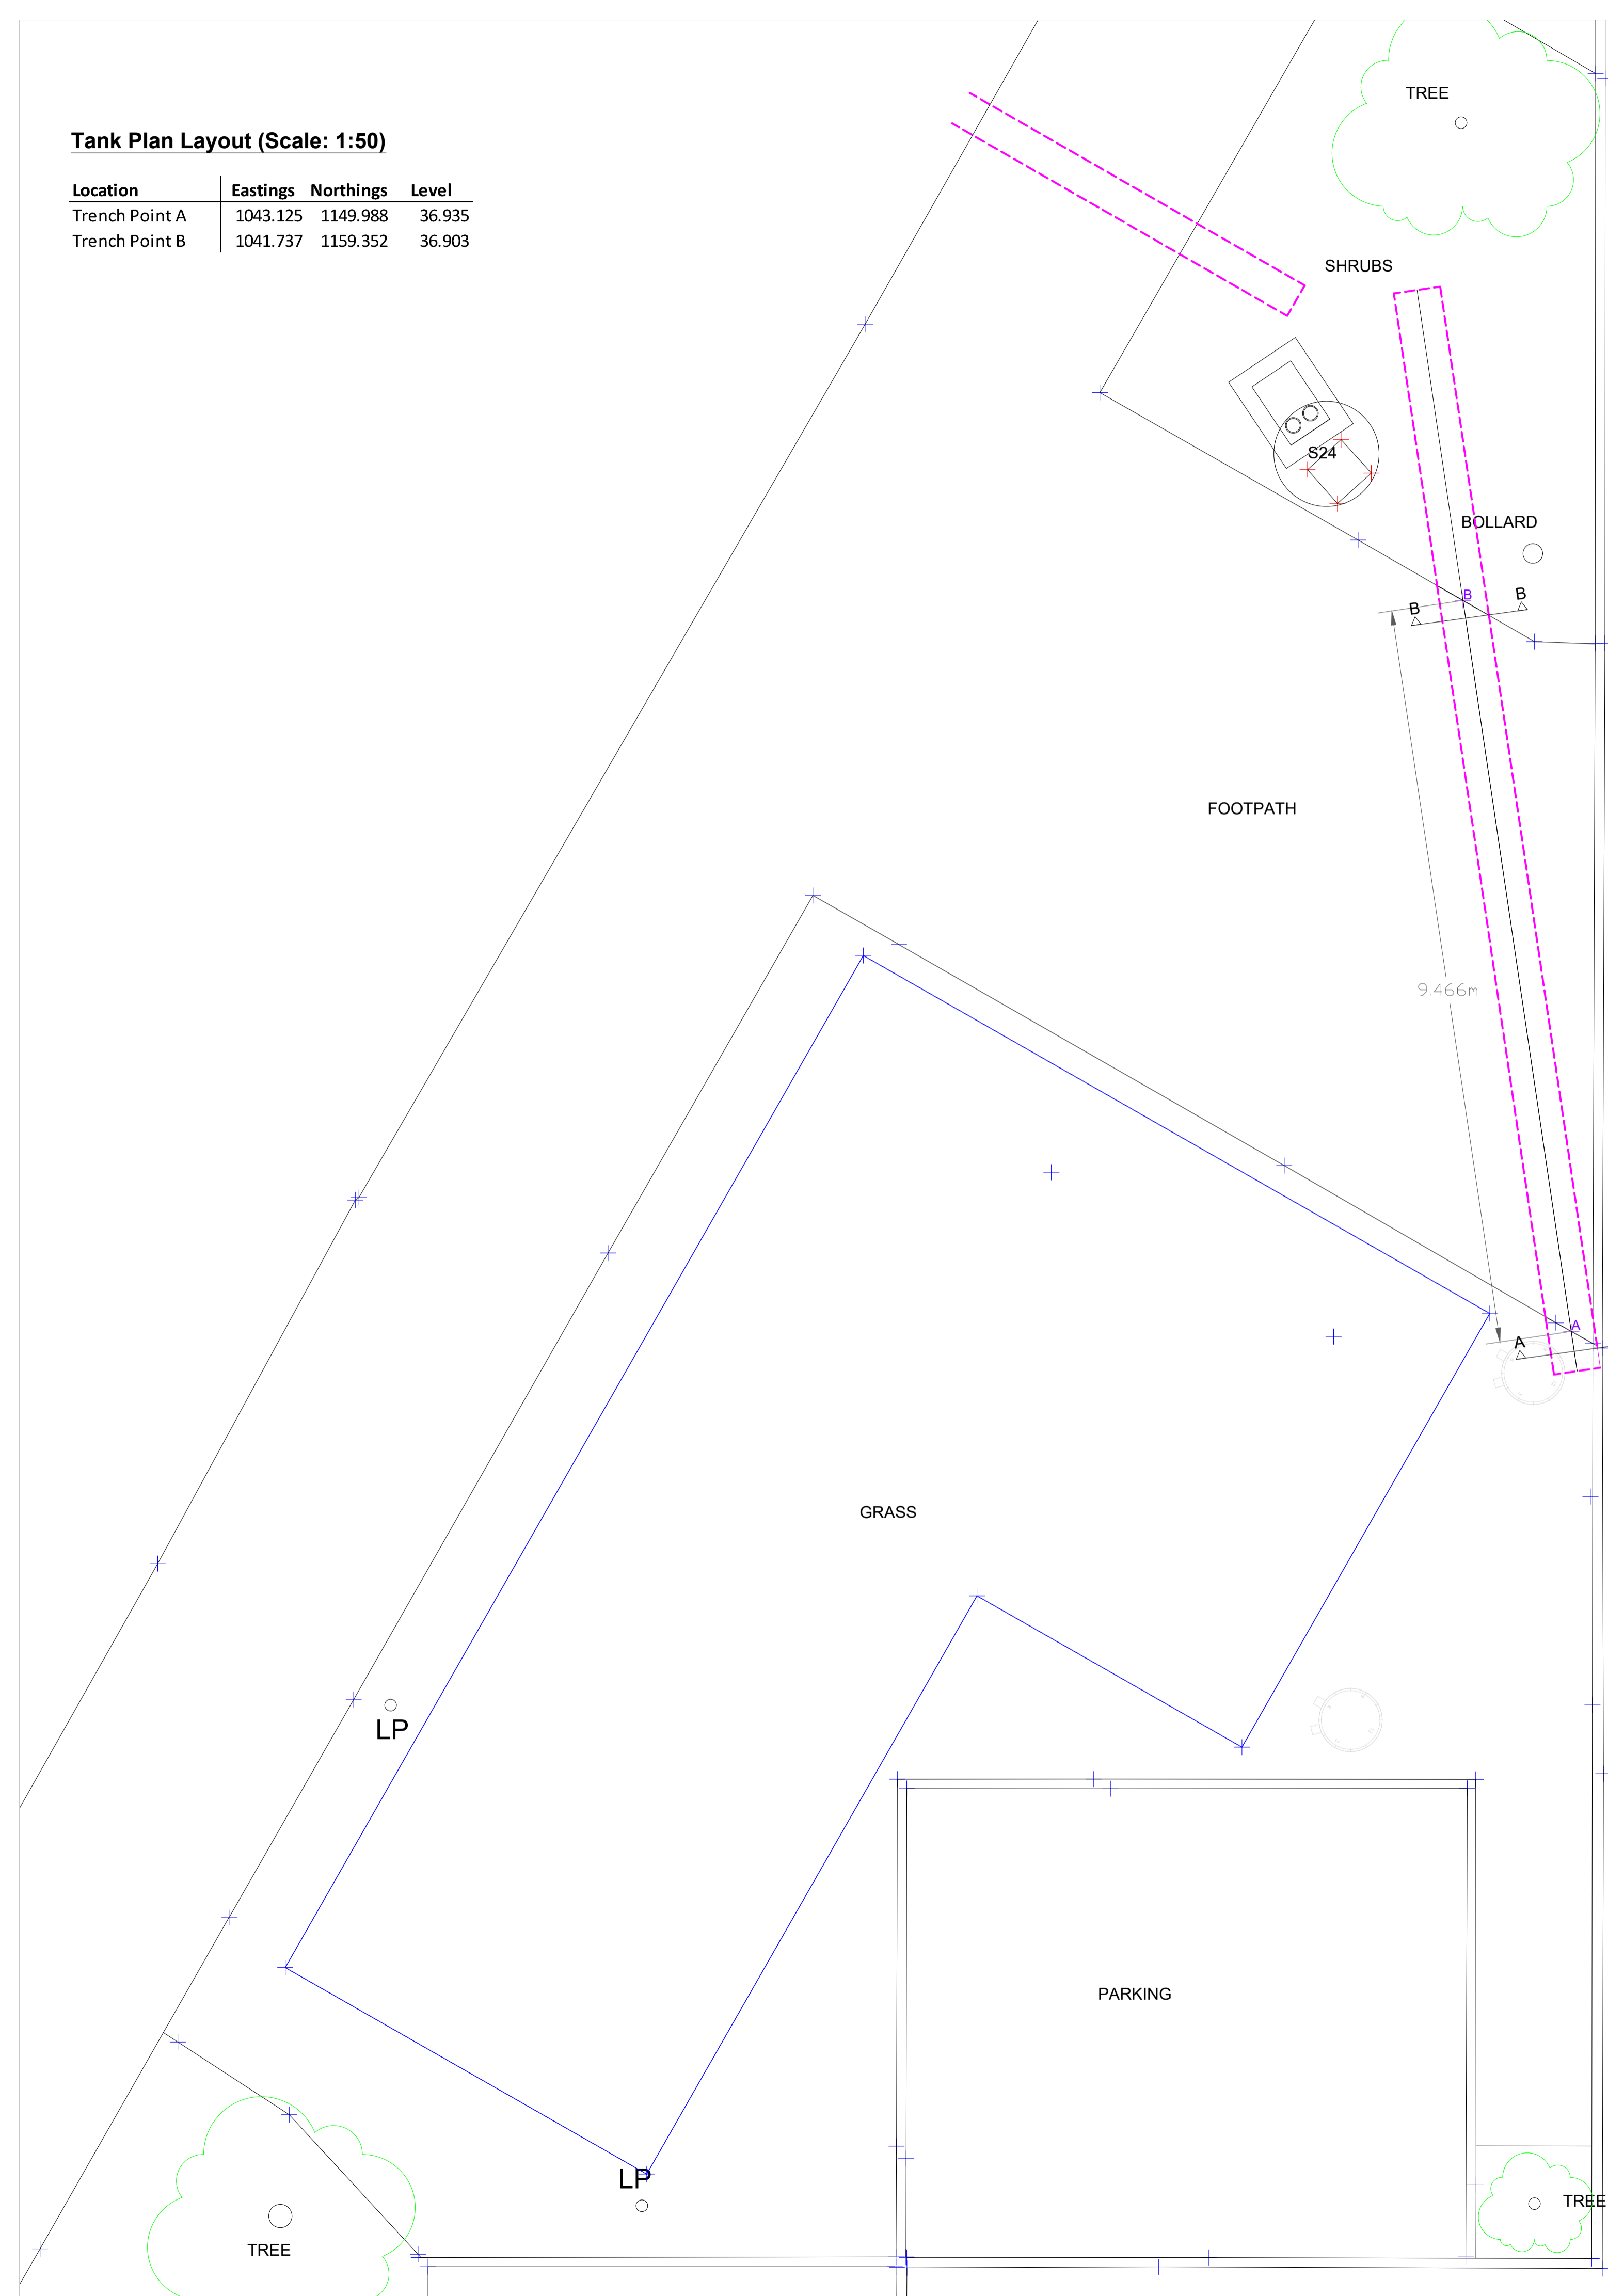 TREE
Tank Plan Layout (Scale: 1:50)
Location Eastings Northings Level
Trench Point A 1043.125 1149.988 36.935
Trench Point B 1041.737 1159.352 36.903
SHRUBS
S24
BOLLARD
B
B
B
FOOTPATH
9.466m
A
A
GRASS
LP
PARKING
LP
TREE
TREE